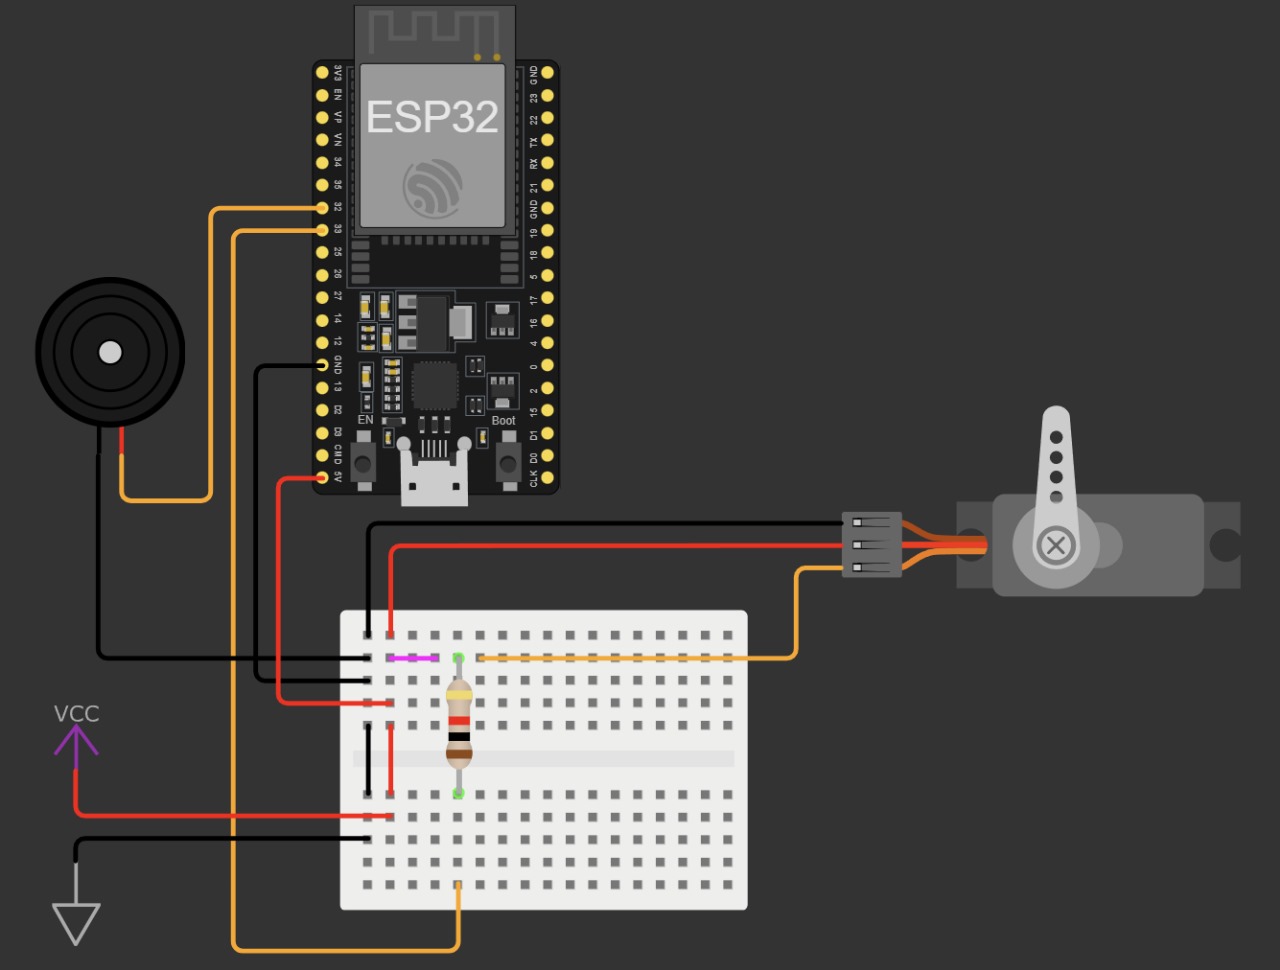 ESP32
3V3
EN
VP
VN
34
35
32
33
25
26
27
14
12
GND
13
D2
D3
CMD
5V
GND
23
22
TX
RX
21
GND
19
18
5
17
16
4
0
2
15
D1
D0
CLK
EN
Boot
VCC